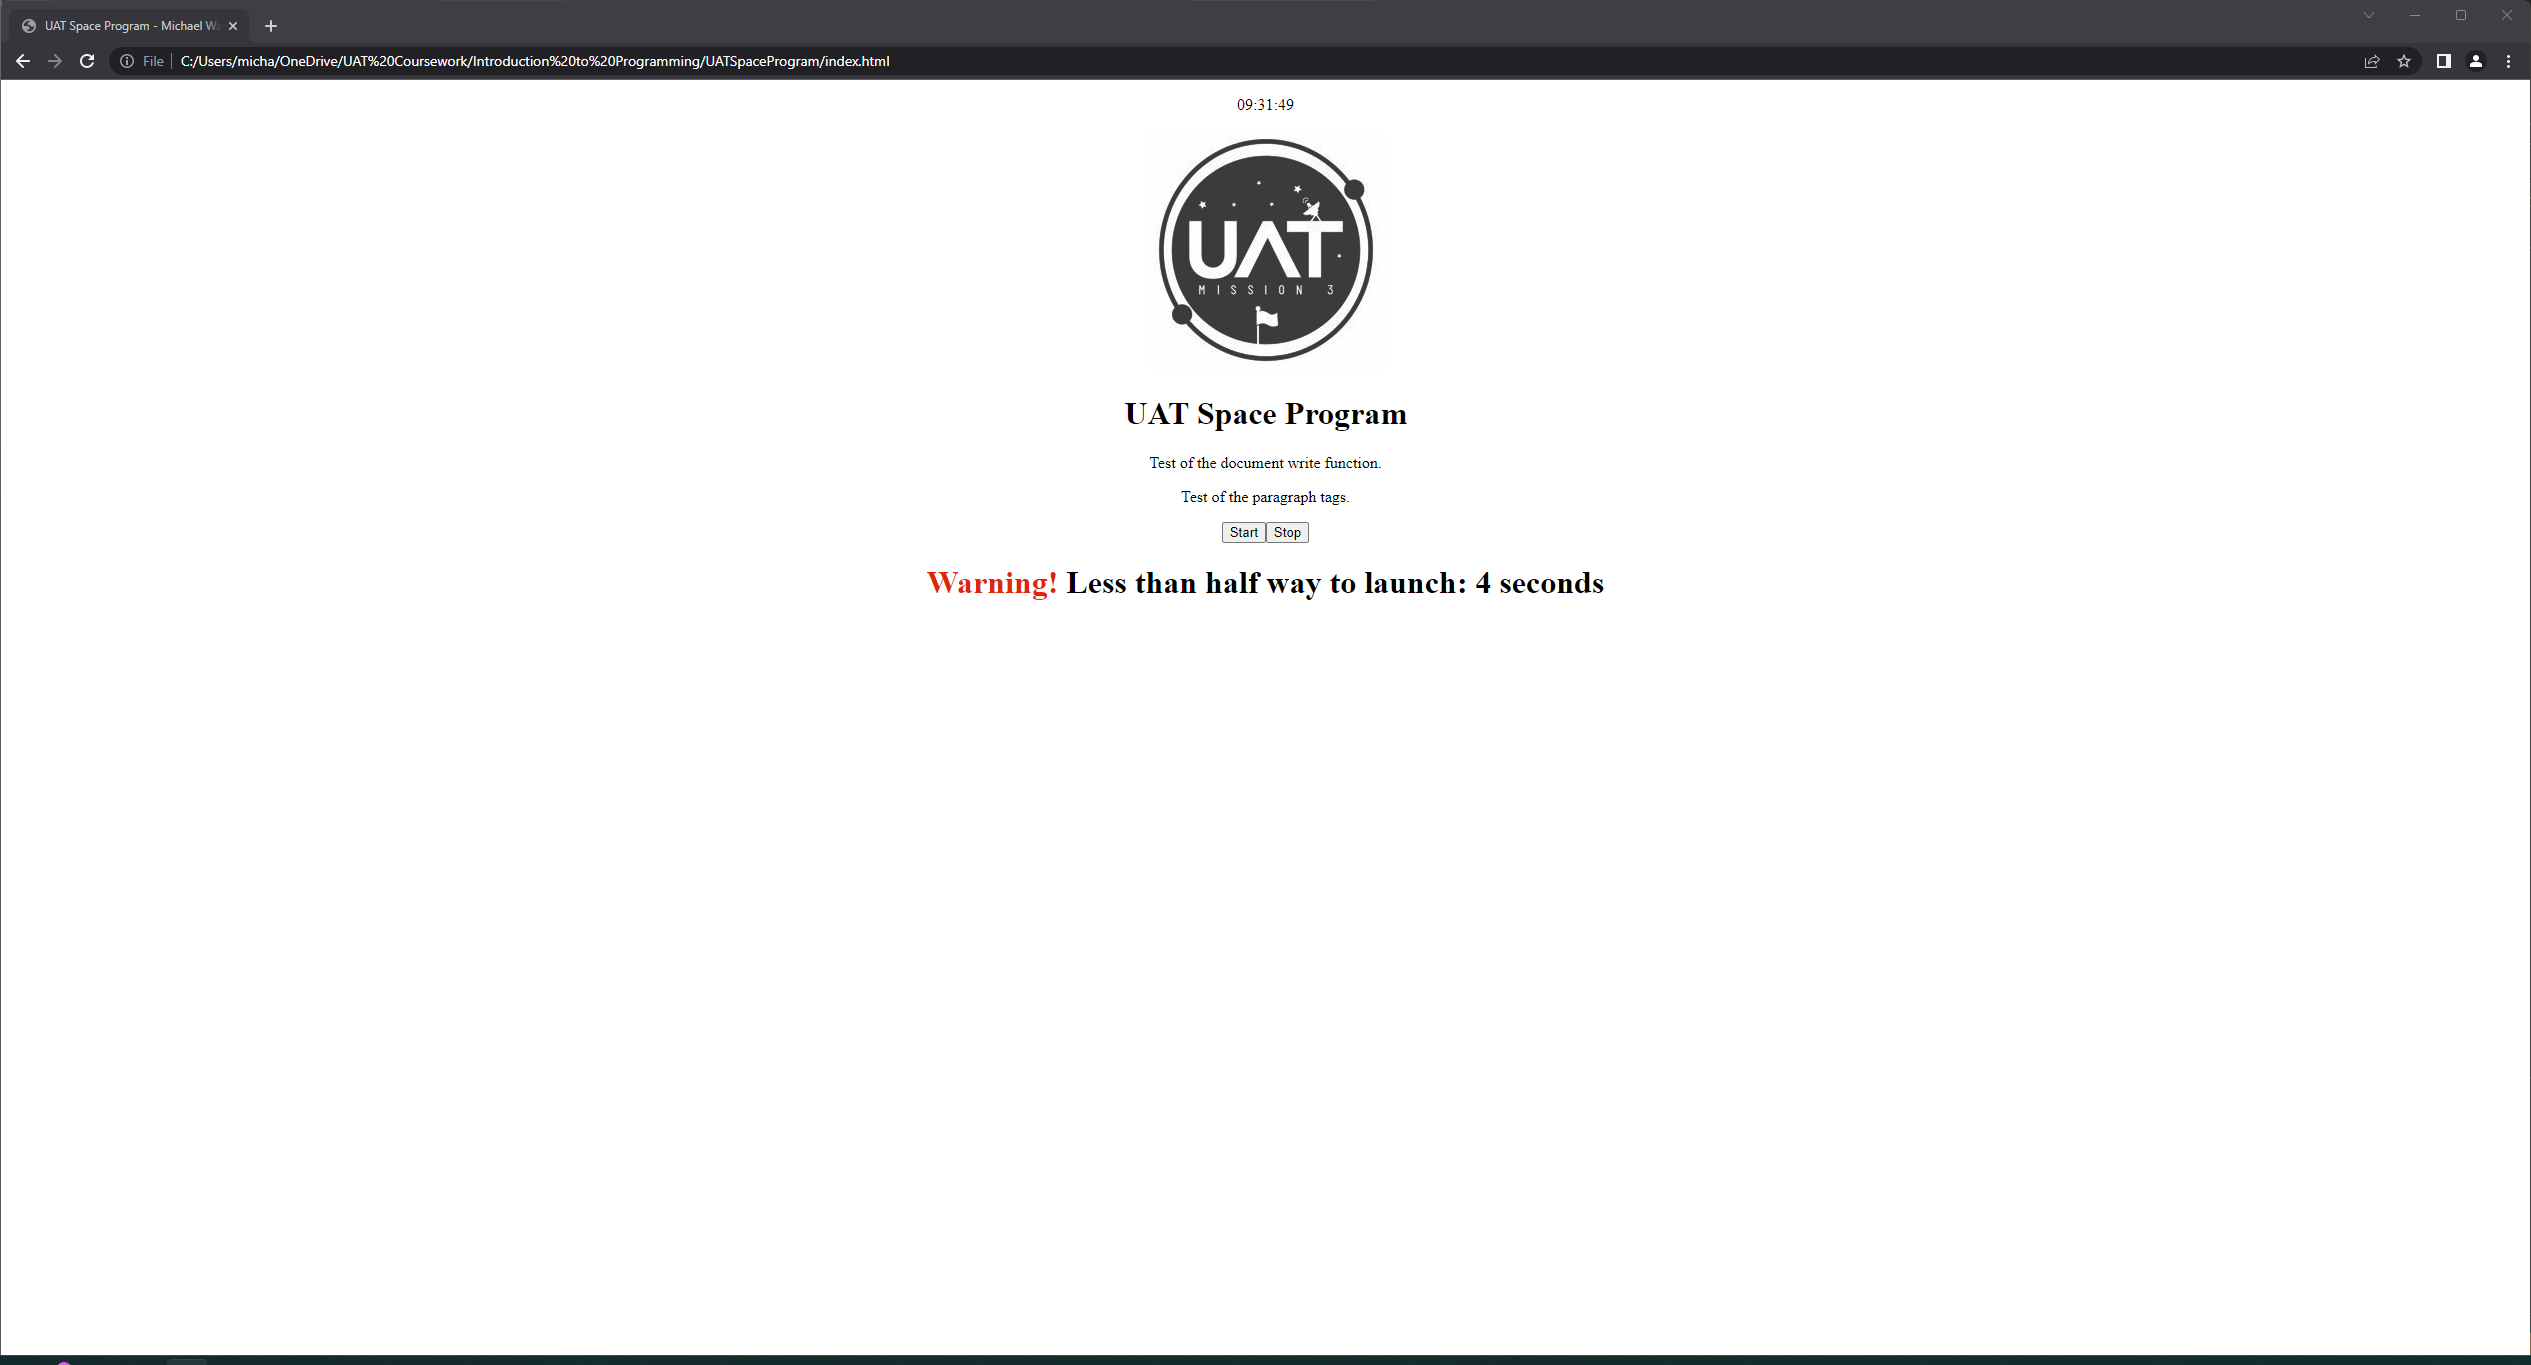 UAT Space Program - Michael W
File
C:/Users/micha/OneDrive/UAT%20Coursework/Introduction%20to%20Programming/UATSpaceProgram/index.html
09:31:49
UAT
MISSION 3
UAT Space Program
Test of the document write function.
Test of the paragraph tags.
Start Stop
Warning! Less than half way to launch: 4 seconds